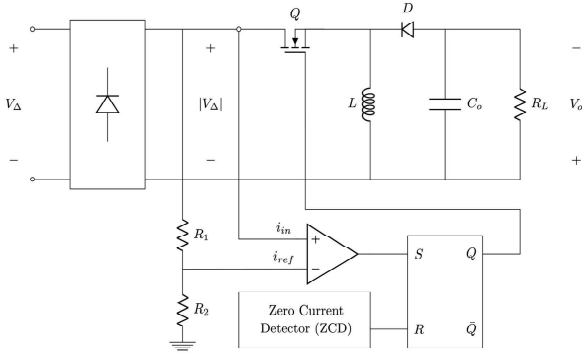 Q
D
+
+
−
V_Δ
|V_Δ|
L
C_o
R_L
V_o
−
−
+
R_1
i_in
+
i_ref
−
S
Q
R_2
Zero Current
Detector (ZCD)
R
Q̄